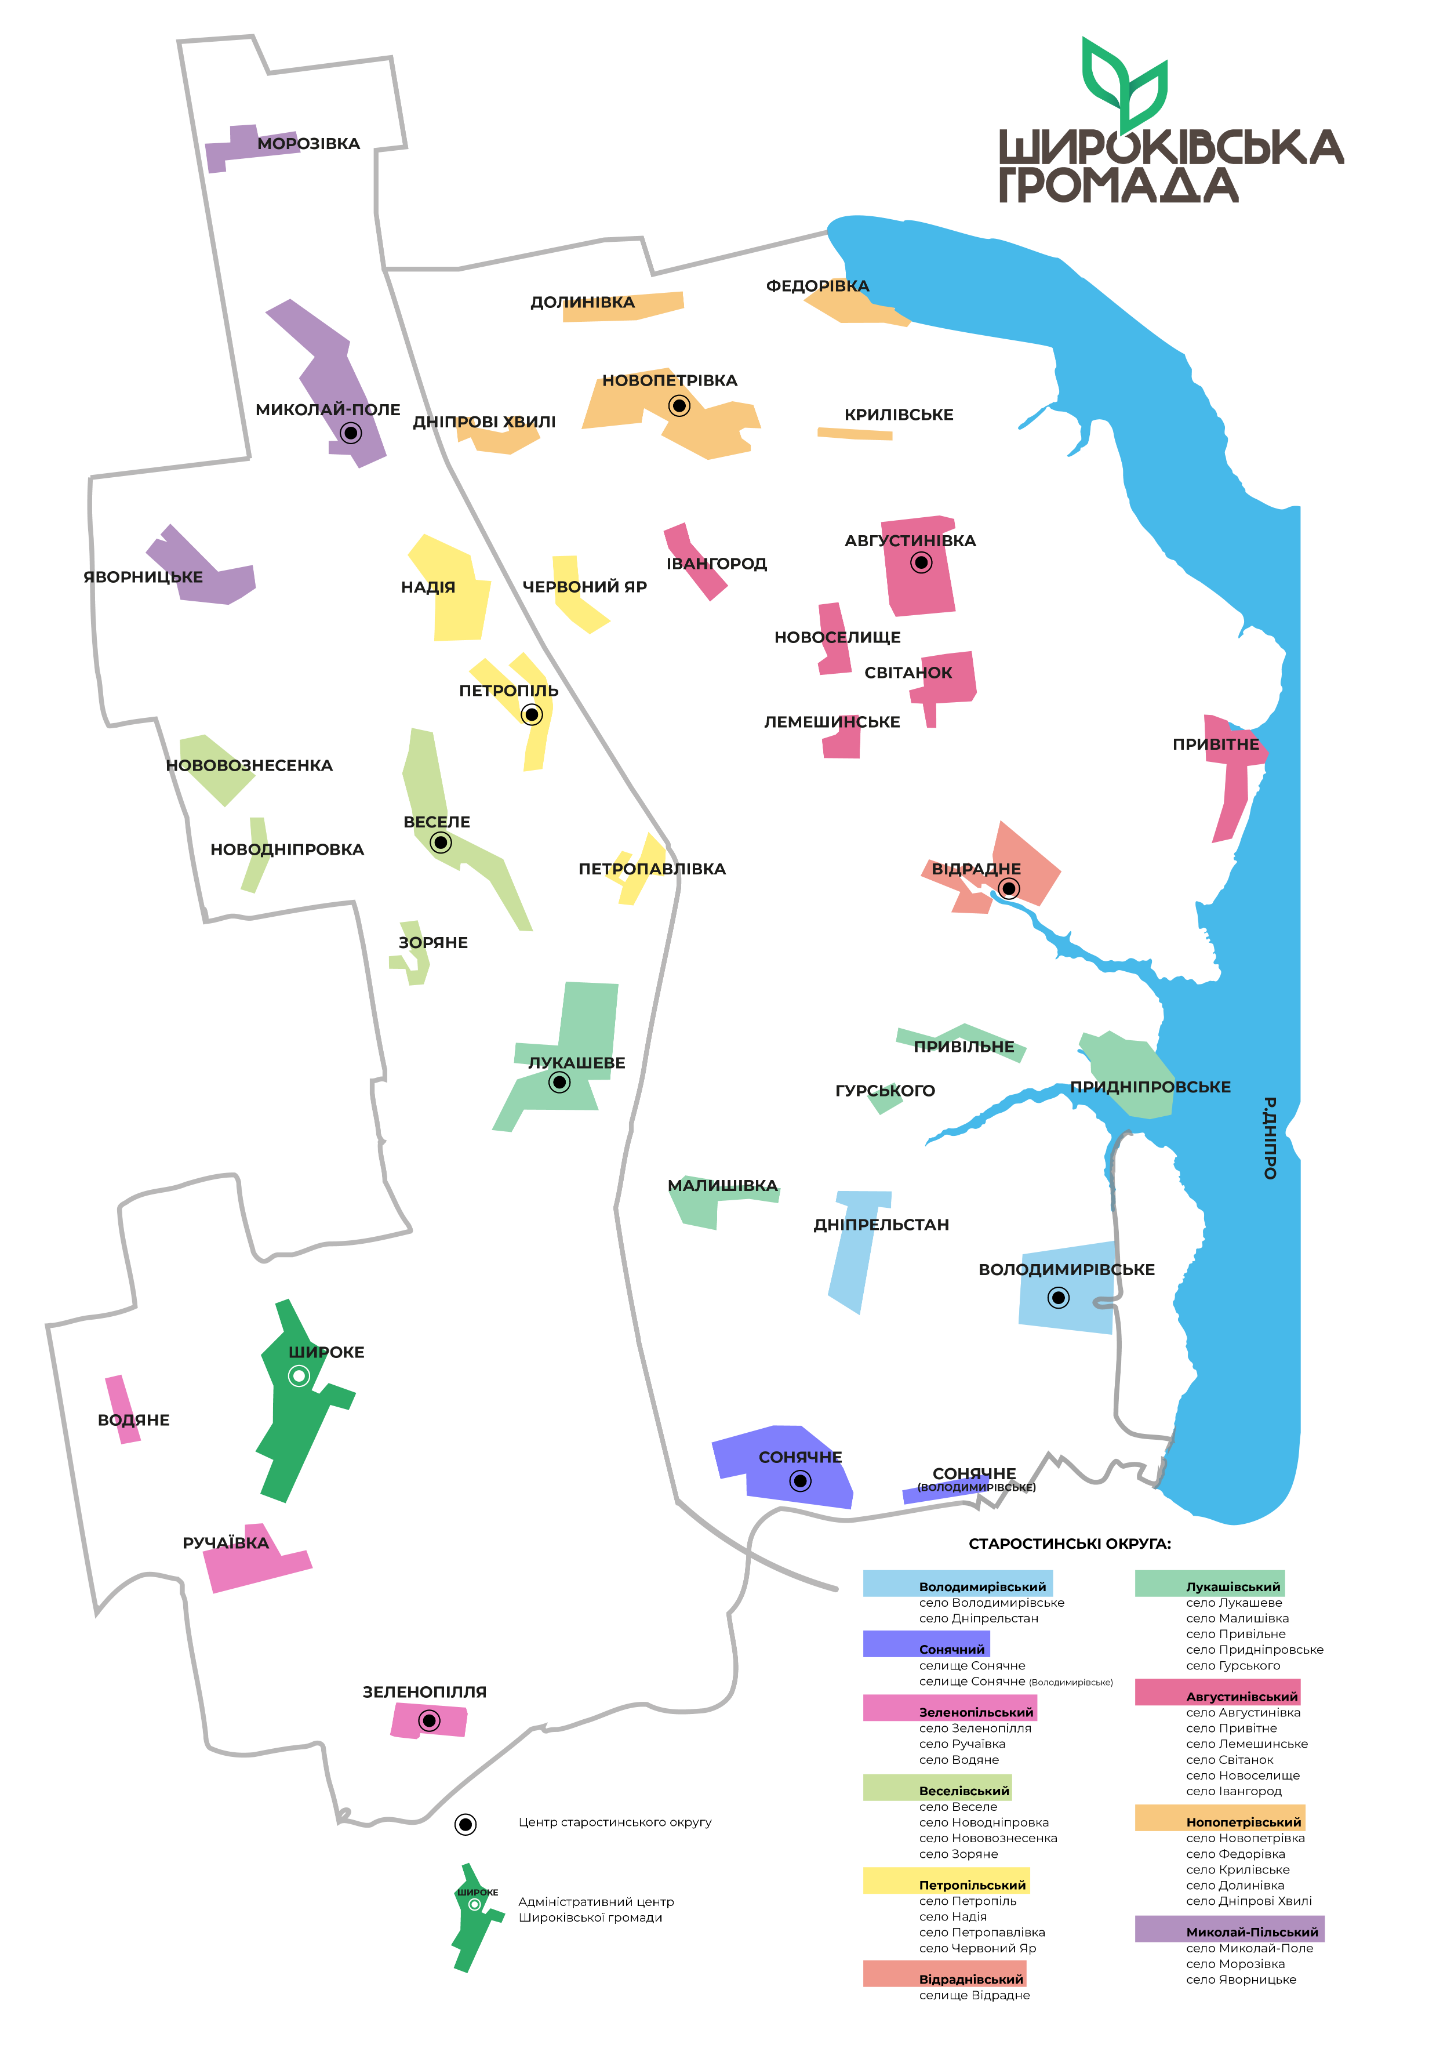 ШИРОКІВСЬКА
ГРОМАДА
МОРОЗІВКА
ДОЛИНІВКА
ФЕДОРІВКА
НОВОПЕТРІВКА
МИКОЛАЙ-ПОЛЕ
ДНІПРОВІ ХВИЛІ
КРИЛІВСЬКЕ
АВГУСТИНІВКА
ІВАНГОРОД
ЯВОРНИЦЬКЕ
НАДІЯ
ЧЕРВОНИЙ ЯР
НОВОСЕЛИЩЕ
СВІТАНОК
ПЕТРОПІЛЬ
ЛЕМЕШИНСЬКЕ
ПРИВІТНЕ
НОВОВОЗНЕСЕНКА
ВЕСЕЛЕ
НОВОДНІПРОВКА
ПЕТРОПАВЛІВКА
ВІДРАДНЕ
ЗОРЯНЕ
ПРИВІЛЬНЕ
ЛУКАШЕВЕ
ГУРСЬКОГО
ПРИДНІПРОВСЬКЕ
Р.ДНІПРО
МАЛИШІВКА
ДНІПРЕЛЬСТАН
ВОЛОДИМИРІВСЬКЕ
ШИРОКЕ
ВОДЯНЕ
СОНЯЧНЕ
СОНЯЧНЕ
(ВОЛОДИМИРІВСЬКЕ)
РУЧАЇВКА
ЗЕЛЕНОПІЛЛЯ
СТАРОСТИНСЬКІ ОКРУГА:
Володимирівський
село Володимирівське
село Дніпрельстан
Сонячний
селище Сонячне
селище Сонячне (Володимирівське)
Зеленопільський
село Зеленопілля
село Ручаївка
село Водяне
Веселівський
село Веселе
село Новодніпровка
село Нововознесенка
село Зоряне
Петропільський
село Петропіль
село Надія
село Петропавлівка
село Червоний Яр
Відраднівський
селище Відрадне
Лукашівський
село Лукашеве
село Малишівка
село Привільне
село Придніпровське
село Гурського
Августинівський
село Августинівка
село Привітне
село Лемешинське
село Світанок
село Новоселище
село Івангород
Нопопетрівський
село Новопетрівка
село Федорівка
село Крилівське
село Долинівка
село Дніпрові Хвилі
Миколай-Пільський
село Миколай-Поле
село Морозівка
село Яворницьке
Центр старостинського округу
ШИРОКЕ
Адміністративний центр
Широківської громади